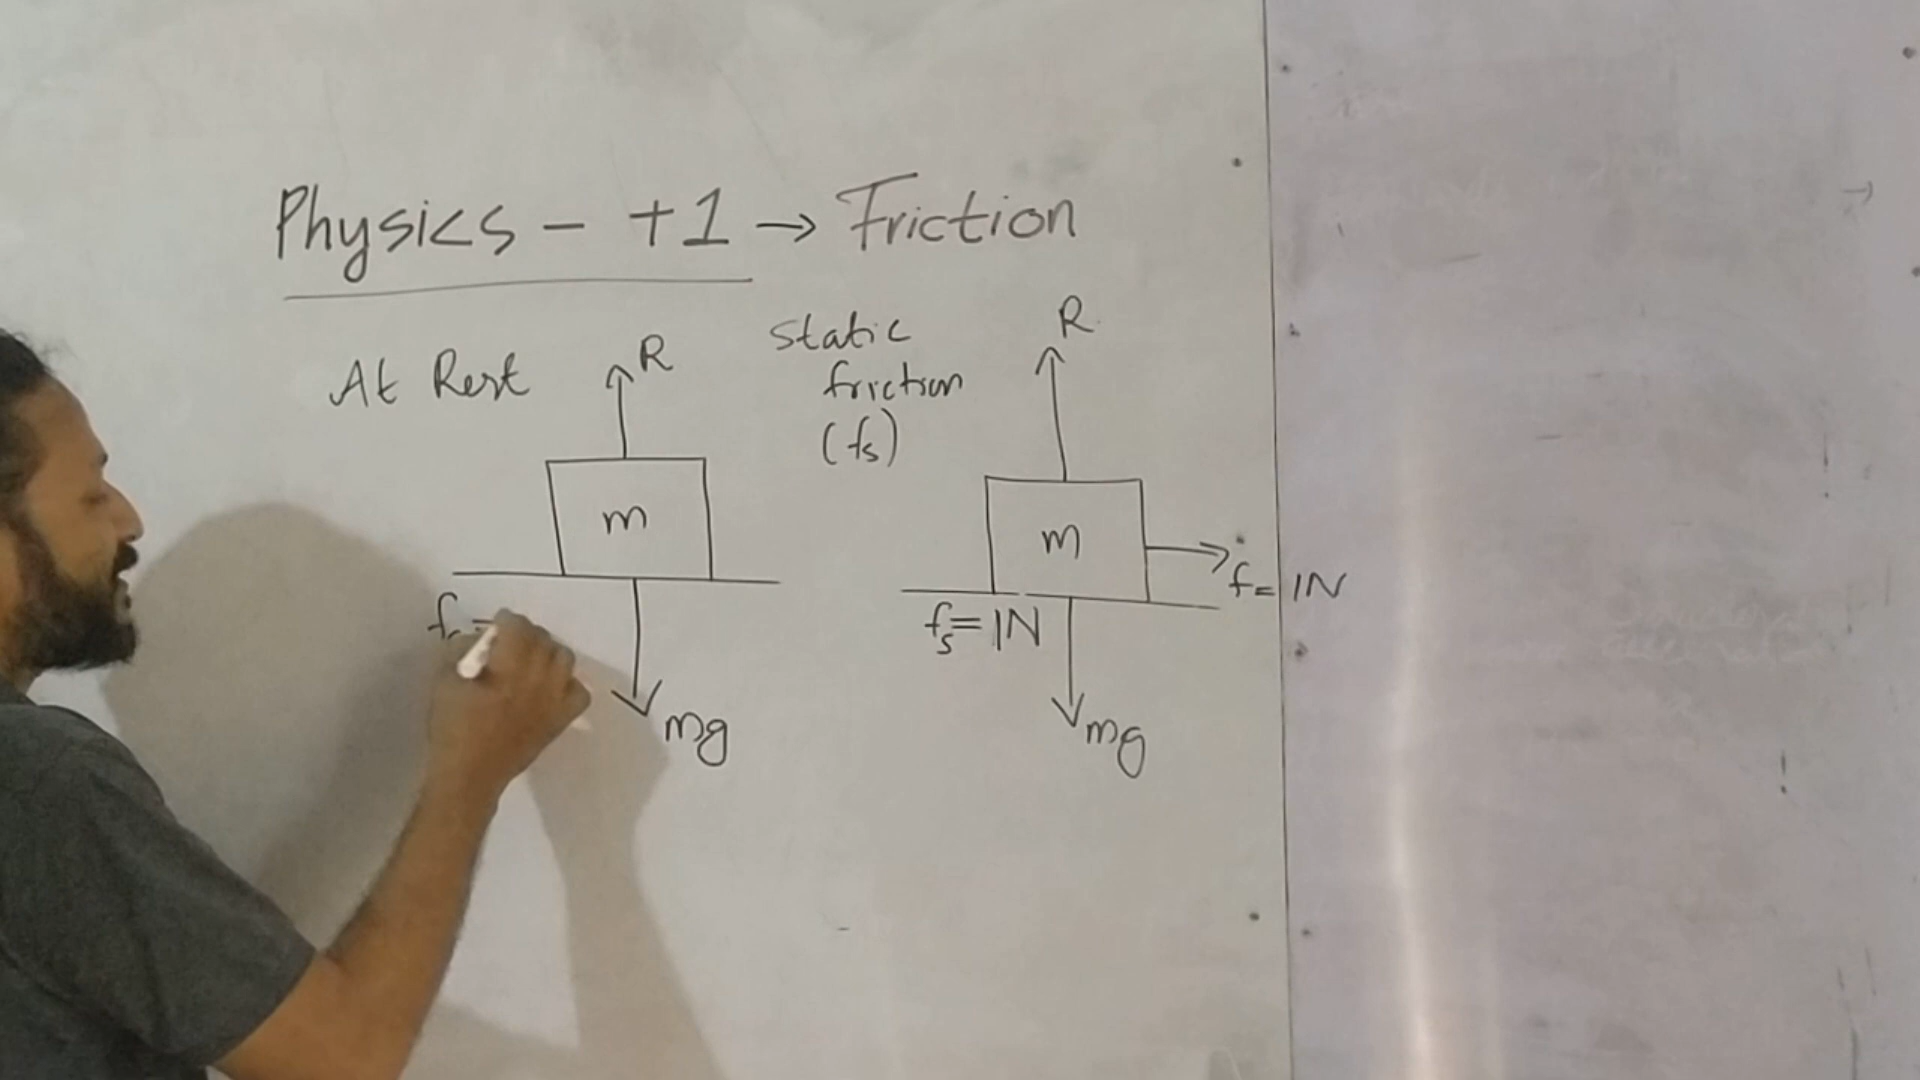 Physics - +1 → Friction
At Rest
R
m
mg
Static
friction
(fs)
R
m
f = 1N
fs = 1N
mg